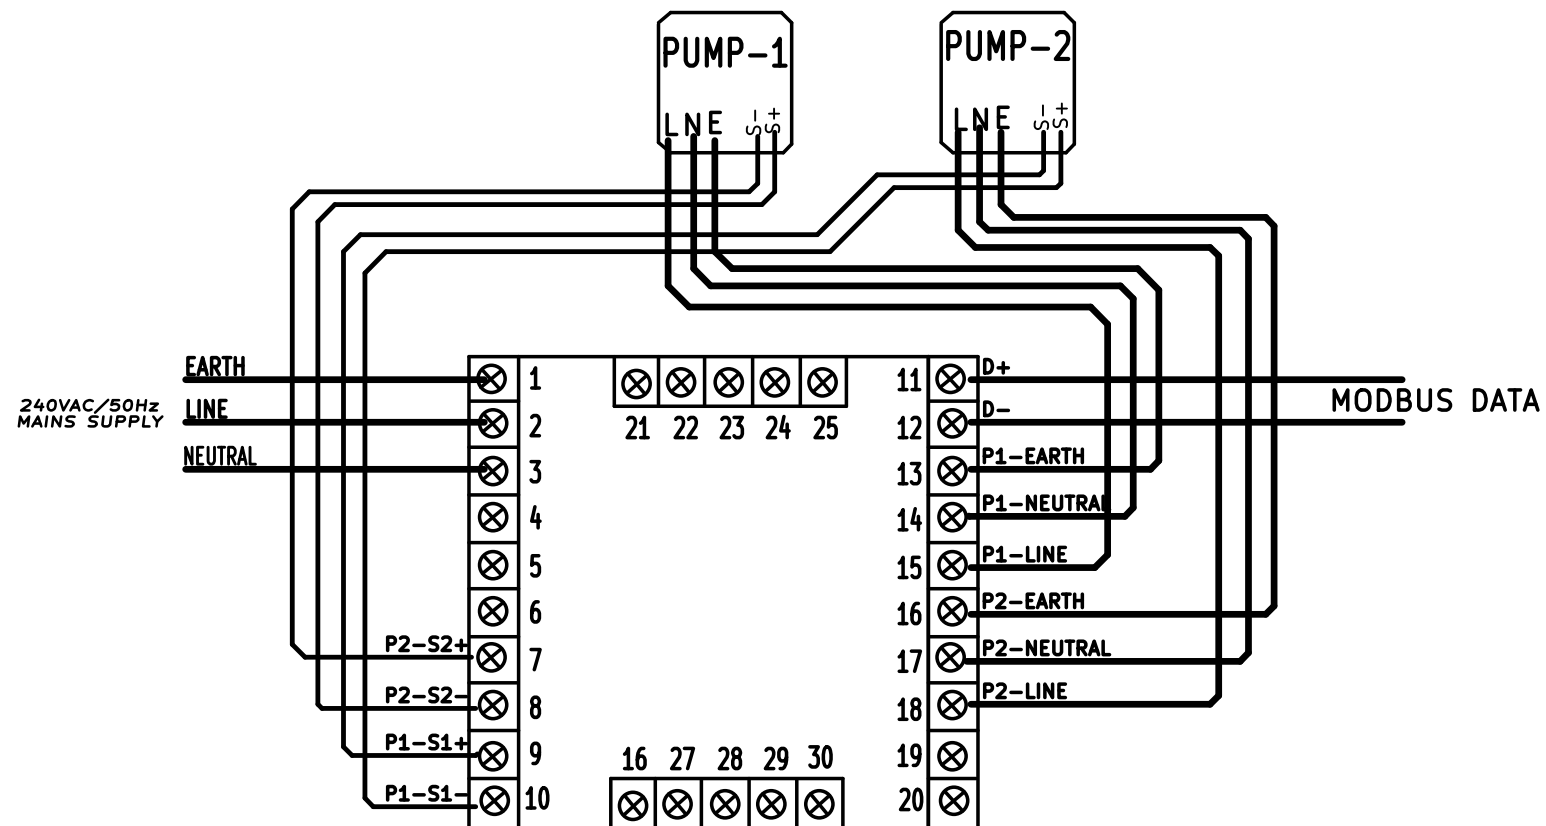 PUMP-1
L N E S- S+
PUMP-2
L N E S- S+
EARTH
240VAC/50Hz
MAINS SUPPLY
LINE
NEUTRAL
1
2
3
4
5
6
P2-S2+
7
P2-S2-
8
P1-S1+
9
P1-S1-
10
21 22 23 24 25
16 27 28 29 30
11
D+
12
D-
MODBUS DATA
13
P1-EARTH
14
P1-NEUTRAL
15
P1-LINE
16
P2-EARTH
17
P2-NEUTRAL
18
P2-LINE
19
20